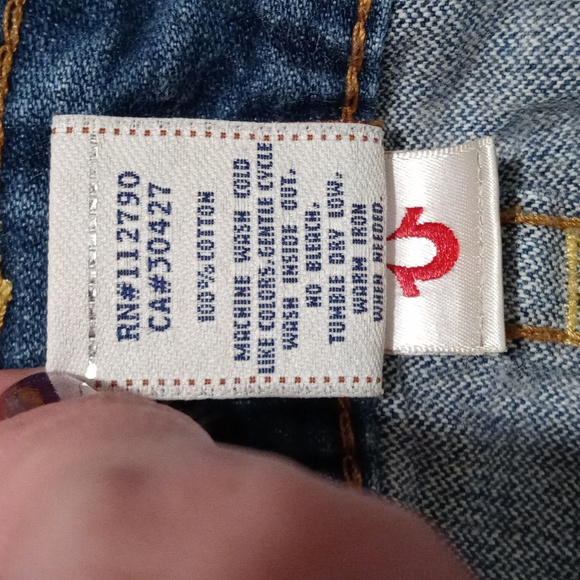 RN#112790
CA#30427
100% COTTON
MACHINE WASH COLD
LIKE COLORS. GENTLE CYCLE
WASH INSIDE OUT.
NO BLEACH.
TUMBLE DRY LOW.
WARM IRON
WHEN NEEDED